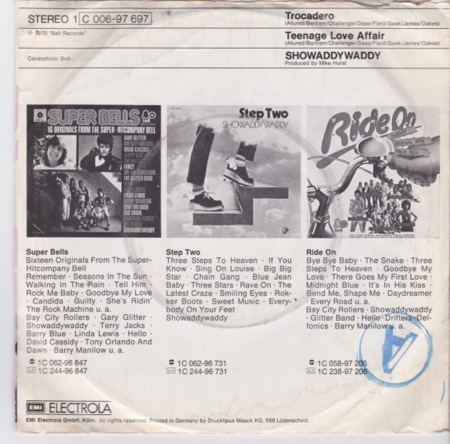 STEREO 1 C 006-97 697
Trocadero
(Allured/Bartram/Challenger/Deas/Field/Gask/James/Oakes)
℗ 1976 "Bell Records"
Teenage Love Affair
(Allured/Bartram/Challenger/Deas/Field/Gask/James/Oakes)
Coverphoto: Bell
SHOWADDYWADDY
Produced by Mike Hurst
SUPER BELLS
16 ORIGINALS FROM THE SUPER-HITCOMPANY BELL
Step Two
SHOWADDYWADDY
Ride On
Super Bells
Sixteen Originals From The Super-
Hitcompany Bell
Remember · Seasons In The Sun ·
Walking In The Rain · Tell Him ·
Rock Me Baby · Goodbye My Love
· Candida · Guilty · She's Ridin'
The Rock Machine u. a.
Bay City Rollers · Gary Glitter ·
Showaddywaddy · Terry Jacks ·
Barry Blue · Linda Lewis · Hello ·
David Cassidy · Tony Orlando And
Dawn · Barry Manilow u. a.
1C 062-96 847
1C 244-96 847
Step Two
Three Steps To Heaven · If You
Know · Sing On Louise · Big Big
Star · Chain Gang · Blue Jean
Baby · Three Stars · Rave On · The
Latest Craze · Smiling Eyes · Rok-
ker Boots · Sweet Music · Every-
body On Your Feet
Showaddywaddy
1C 062-96 731
1C 244-96 731
Ride On
Bye Bye Baby · The Snake · Three
Steps To Heaven · Goodbye My
Love · There Goes My First Love ·
Midnight Blue · It's In His Kiss ·
Bend Me, Shape Me · Daydreamer
· Every Road u. a.
Bay City Rollers · Showaddywaddy
· Glitter Band · Hello · Drifters · Del-
fonics · Barry Manilow u. a.
1C 058-97 206
1C 238-97 206
A
EMI ELECTROLA
EMI Electrola GmbH, Köln. All rights reserved. Printed in Germany by Druckhaus Maack KG, 588 Lüdenscheid.